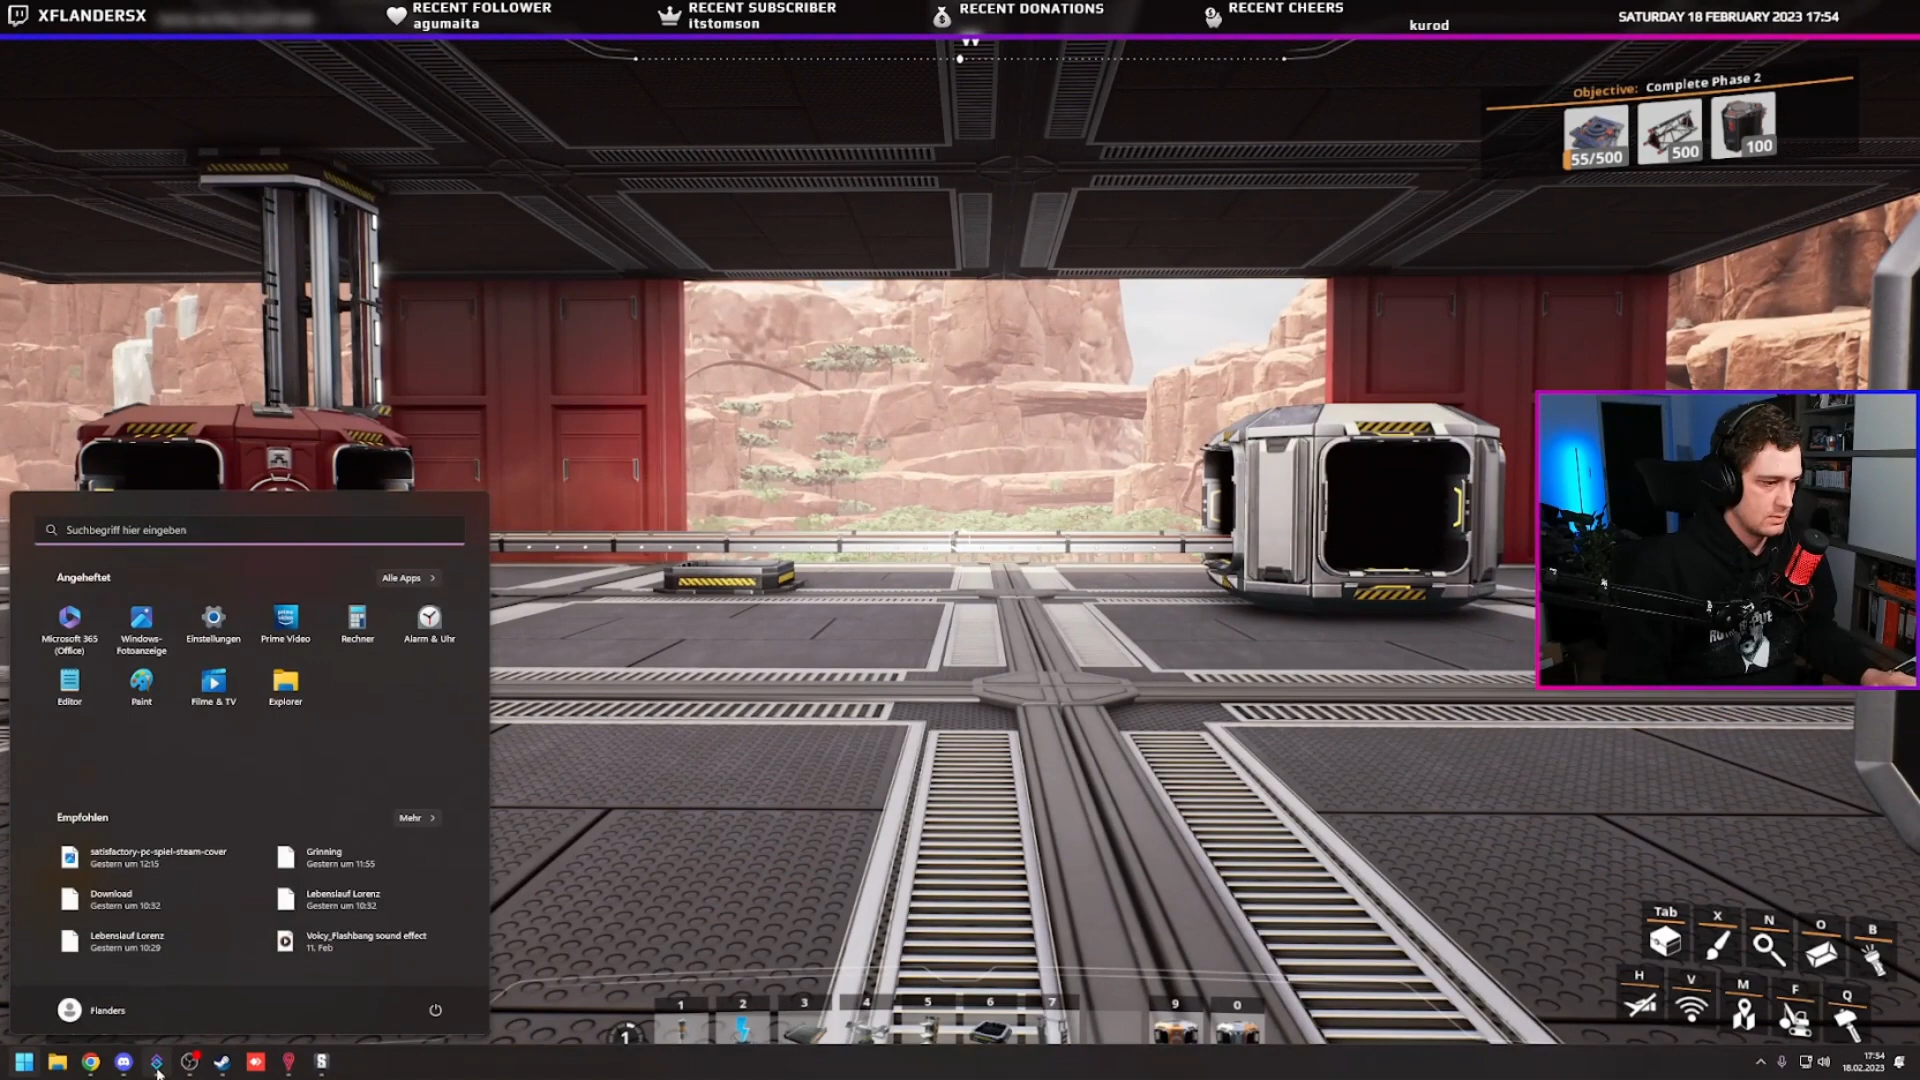 XFLANDERSX
RECENT FOLLOWER
agumaita
RECENT SUBSCRIBER
itstomson
RECENT DONATIONS
RECENT CHEERS
kurod
SATURDAY 18 FEBRUARY 2023 17:54
Objective: Complete Phase 2
55/500
500
100
Suchbegriff hier eingeben
Angeheftet
Alle Apps
Microsoft 365
(Office)
Windows-
Fotoanzeige
Einstellungen
Prime Video
Rechner
Alarm & Uhr
Editor
Paint
Filme & TV
Explorer
Empfohlen
Mehr
satisfactory-pc-spiel-steam-cover
Gestern um 12:15
Grinning
Gestern um 11:55
Download
Gestern um 10:32
Lebenslauf Lorenz
Gestern um 10:32
Lebenslauf Lorenz
Gestern um 10:29
Voicy_Flashbang sound effect
11. Feb
Flanders
Tab
X
N
O
B
H
V
M
F
Q
1
2
3
4
5
6
7
9
0
1
17:54
18.02.2023